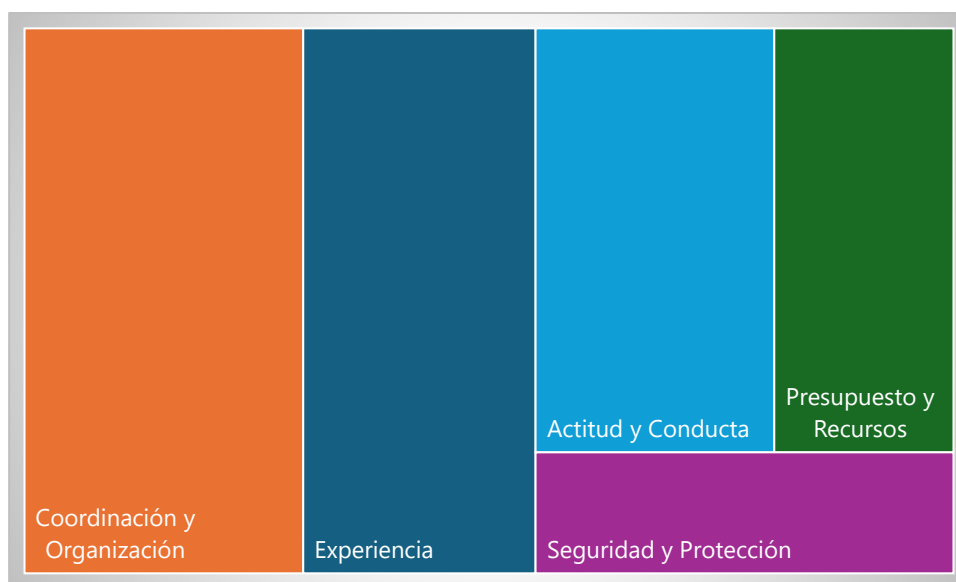 Coordinación y
Organización
Experiencia
Actitud y Conducta
Presupuesto y
Recursos
Seguridad y Protección